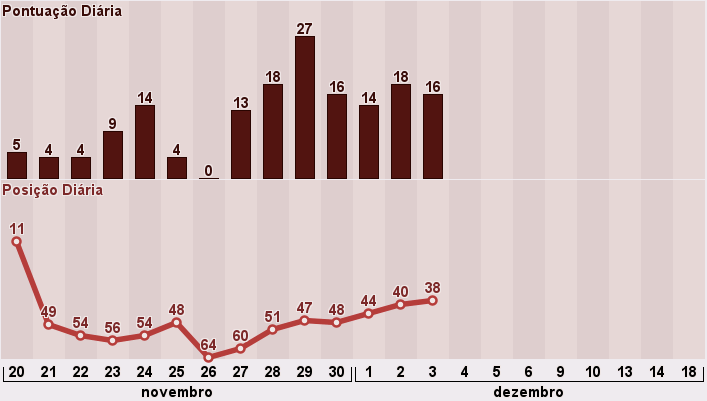 Pontuação Diária
5 4 4 9 14 4 0 13 18 27 16 14 18 16
Posição Diária
11 49 54 56 54 48 64 60 51 47 48 44 40 38
20 21 22 23 24 25 26 27 28 29 30 1 2 3 4 5 6 9 10 13 14 18
novembro dezembro